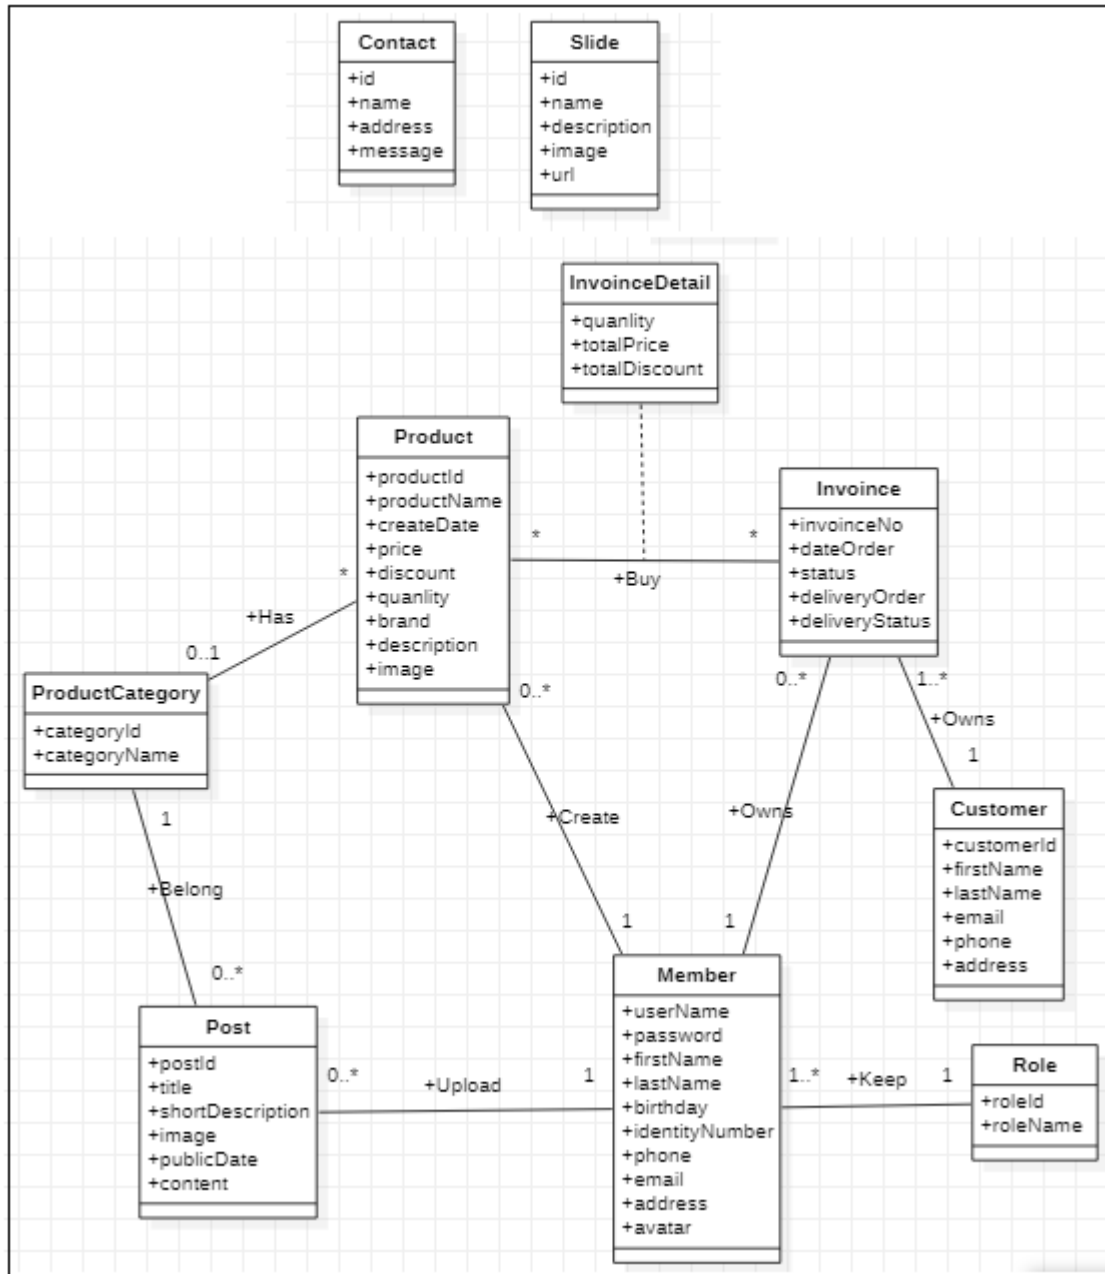 Contact
+id
+name
+address
+message
Slide
+id
+name
+description
+image
+url
InvoinceDetail
+quanlity
+totalPrice
+totalDiscount
Product
+productId
+productName
+createDate
+price
+discount
+quanlity
+brand
+description
+image
Invoince
+invoinceNo
+dateOrder
+status
+deliveryOrder
+deliveryStatus
*
*
+Buy
*
+Has
0..1
ProductCategory
+categoryId
+categoryName
0..*
0..*
1..*
+Owns
1
+Create
+Owns
Customer
+customerId
+firstName
+lastName
+email
+phone
+address
1
+Belong
0..*
1
1
Member
+userName
+password
+firstName
+lastName
+birthday
+identityNumber
+phone
+email
+address
+avatar
Post
+postId
+title
+shortDescription
+image
+publicDate
+content
0..*
+Upload
1
1..*
+Keep
1
Role
+roleId
+roleName